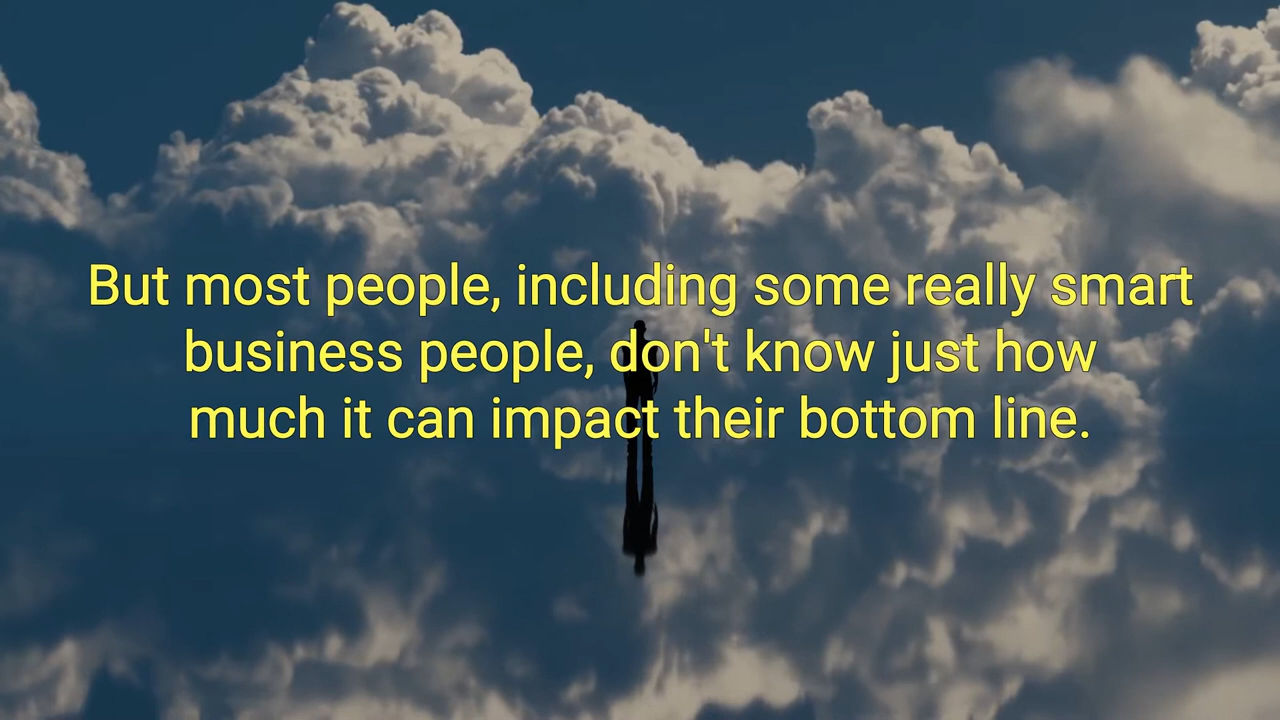 But most people, including some really smart
business people, don't know just how
much it can impact their bottom line.